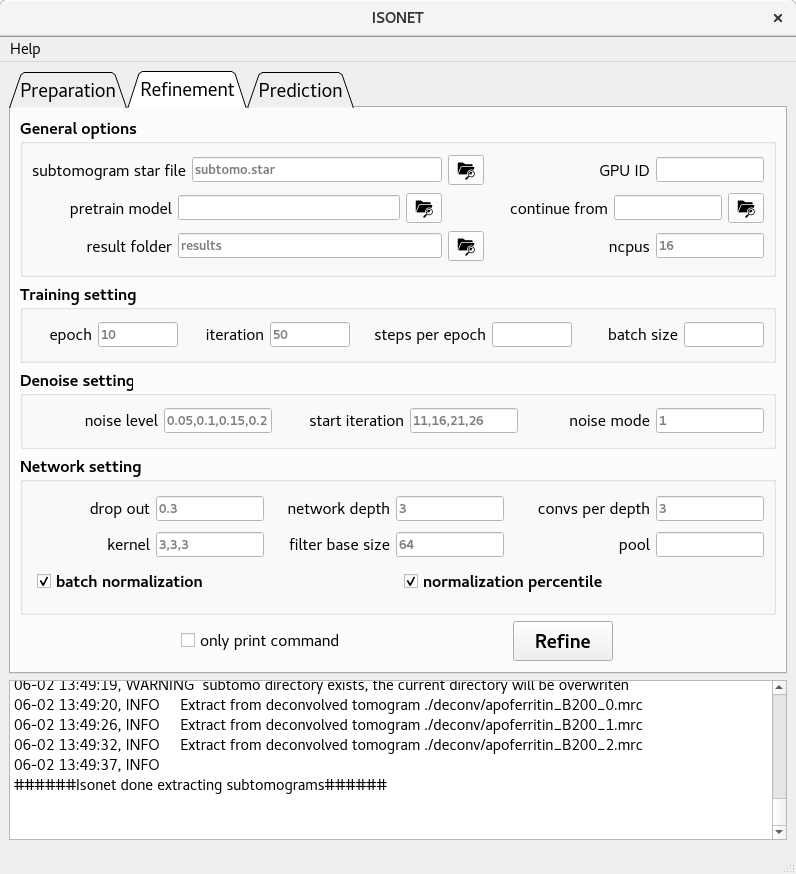 ISONET
Help
Preparation Refinement Prediction
General options
subtomogram star file subtomo.star GPU ID
pretrain model continue from
result folder results ncpus 16
Training setting
epoch 10 iteration 50 steps per epoch batch size
Denoise setting
noise level 0.05,0.1,0.15,0.2 start iteration 11,16,21,26 noise mode 1
Network setting
drop out 0.3 network depth 3 convs per depth 3
kernel 3,3,3 filter base size 64 pool
batch normalization normalization percentile
only print command Refine
06-02 13:49:19, WARNING subtomo directory exists, the current directory will be overwriten
06-02 13:49:20, INFO Extract from deconvolved tomogram ./deconv/apoferritin_B200_0.mrc
06-02 13:49:26, INFO Extract from deconvolved tomogram ./deconv/apoferritin_B200_1.mrc
06-02 13:49:32, INFO Extract from deconvolved tomogram ./deconv/apoferritin_B200_2.mrc
06-02 13:49:37, INFO
######Isonet done extracting subtomograms######